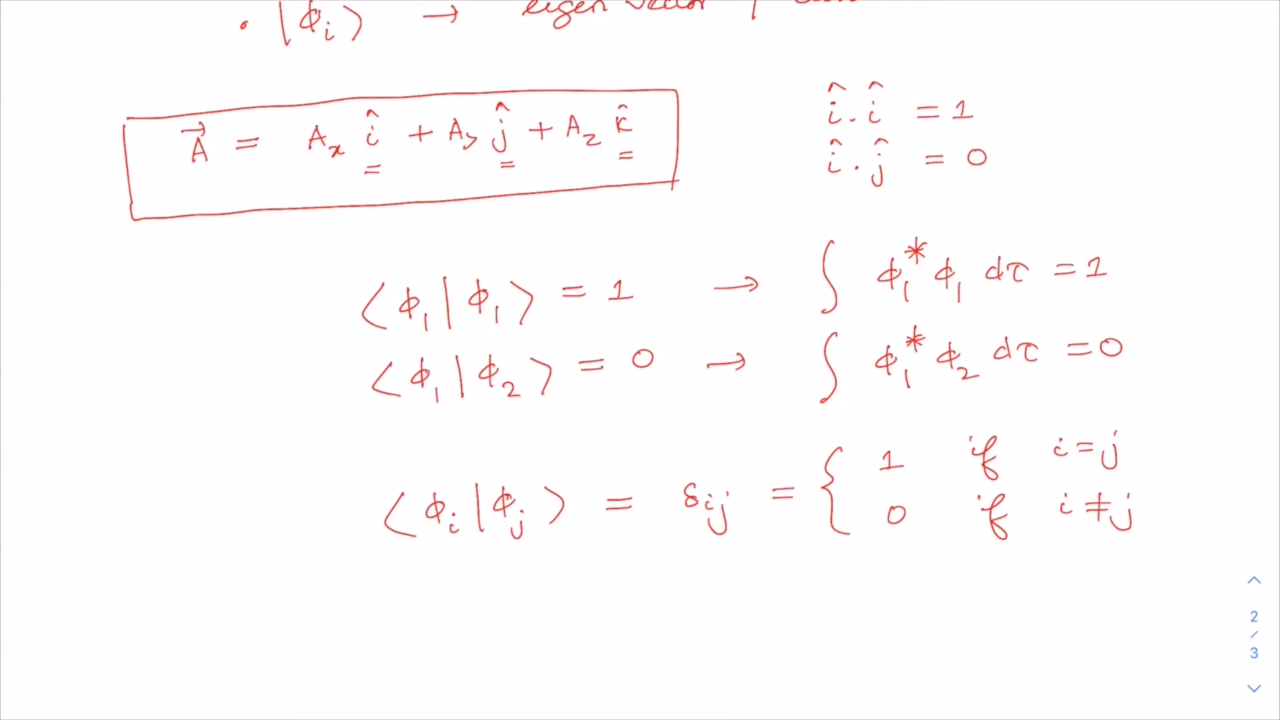 • |ϕᵢ⟩ → eigen vector
A⃗ = Aₓ î + Aᵧ ĵ + A_z k̂
î . î = 1
î . ĵ = 0
⟨ϕ₁|ϕ₁⟩ = 1 → ∫ ϕ₁* ϕ₁ dτ = 1
⟨ϕ₁|ϕ₂⟩ = 0 → ∫ ϕ₁* ϕ₂ dτ = 0
⟨ϕᵢ|ϕⱼ⟩ = δᵢⱼ = { 1 if i = j
0 if i ≠ j
2
/
3